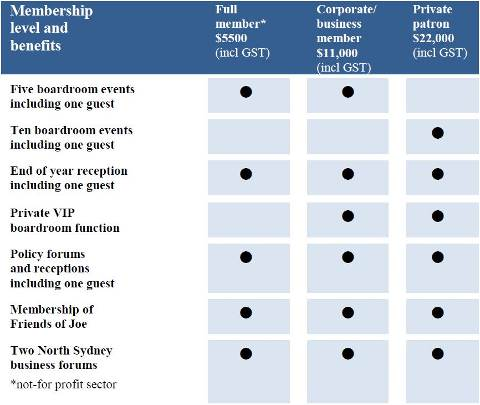 Membership
level and
benefits
Full
member*
$5500
(incl GST)
Corporate/
business
member
$11,000
(incl GST)
Private
patron
$22,000
(incl GST)
Five boardroom events
including one guest
Ten boardroom events
including one guest
End of year reception
including one guest
Private VIP
boardroom function
Policy forums
and receptions
including one guest
Membership of
Friends of Joe
Two North Sydney
business forums
*not-for profit sector